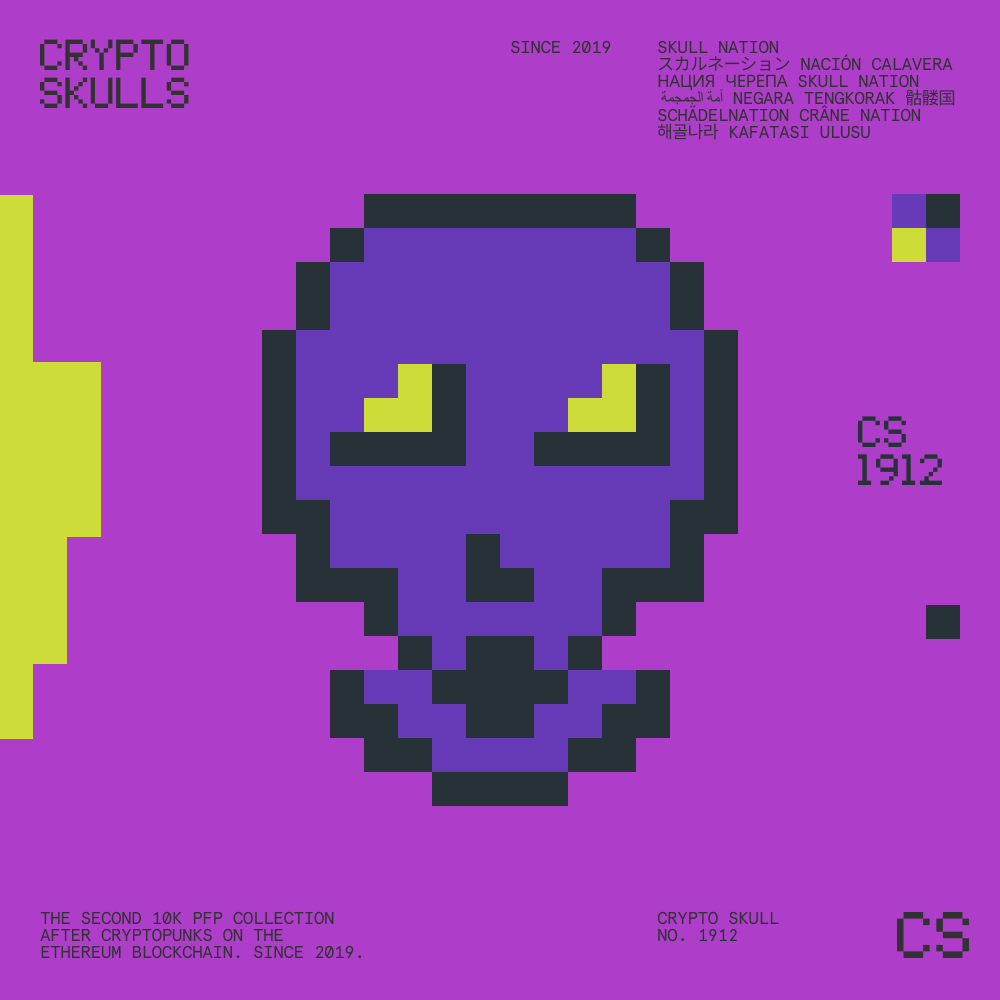 CRYPTO
SKULLS
SINCE 2019
SKULL NATION
スカルネーション NACIÓN CALAVERA
НАЦИЯ ЧЕРЕПА SKULL NATION
أمة الجمجمة NEGARA TENGKORAK 骷髅国
SCHÄDELNATION CRÂNE NATION
해골나라 KAFATASI ULUSU
CS
1912
THE SECOND 10K PFP COLLECTION
AFTER CRYPTOPUNKS ON THE
ETHEREUM BLOCKCHAIN. SINCE 2019.
CRYPTO SKULL
NO. 1912
CS